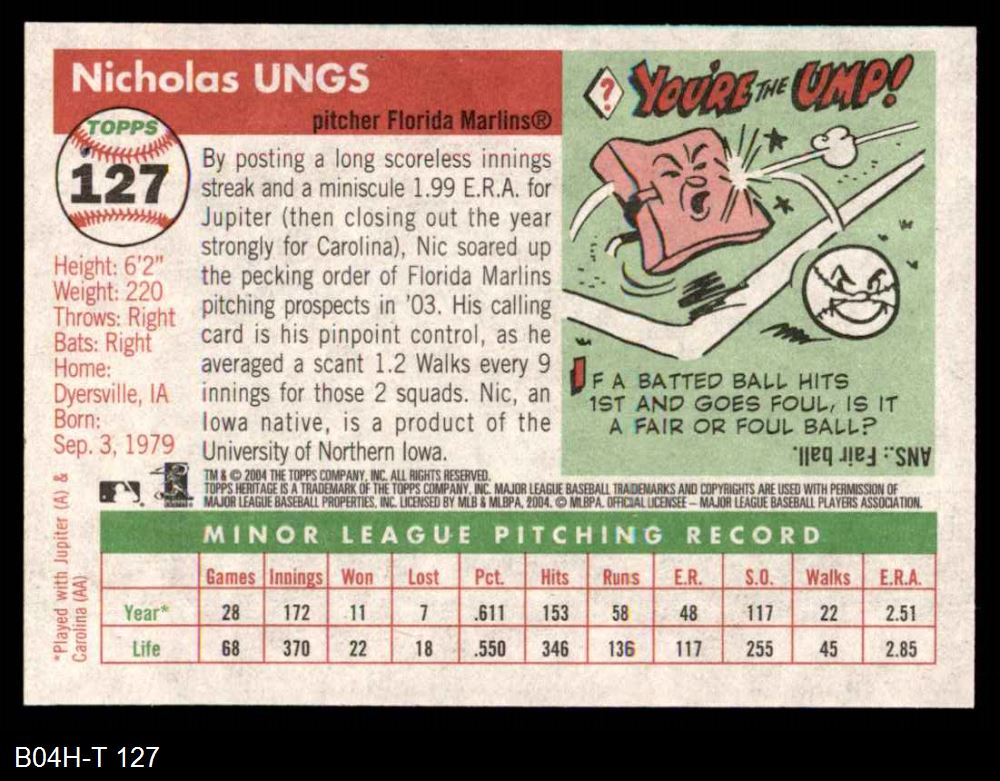 Nicholas UNGS
pitcher Florida Marlins®
TOPPS
127
Height: 6'2"
Weight: 220
Throws: Right
Bats: Right
Home:
Dyersville, IA
Born:
Sep. 3, 1979
By posting a long scoreless innings
streak and a miniscule 1.99 E.R.A. for
Jupiter (then closing out the year
strongly for Carolina), Nic soared up
the pecking order of Florida Marlins
pitching prospects in '03. His calling
card is his pinpoint control, as he
averaged a scant 1.2 Walks every 9
innings for those 2 squads. Nic, an
Iowa native, is a product of the
University of Northern Iowa.
? YOU'RE THE UMP!
IF A BATTED BALL HITS
1ST AND GOES FOUL, IS IT
A FAIR OR FOUL BALL?
ANS.: Fair ball.
TM & © 2004 THE TOPPS COMPANY, INC. ALL RIGHTS RESERVED.
TOPPS HERITAGE IS A TRADEMARK OF THE TOPPS COMPANY, INC. MAJOR LEAGUE BASEBALL TRADEMARKS AND COPYRIGHTS ARE USED WITH PERMISSION OF
MAJOR LEAGUE BASEBALL PROPERTIES, INC. LICENSED BY MLB & MLBPA, 2004. © MLBPA. OFFICIAL LICENSEE – MAJOR LEAGUE BASEBALL PLAYERS ASSOCIATION.
MINOR LEAGUE PITCHING RECORD
Games Innings Won Lost Pct. Hits Runs E.R. S.O. Walks E.R.A.
Year* 28 172 11 7 .611 153 58 48 117 22 2.51
Life 68 370 22 18 .550 346 136 117 255 45 2.85
*Played with Jupiter (A) &
Carolina (AA)
B04H-T 127